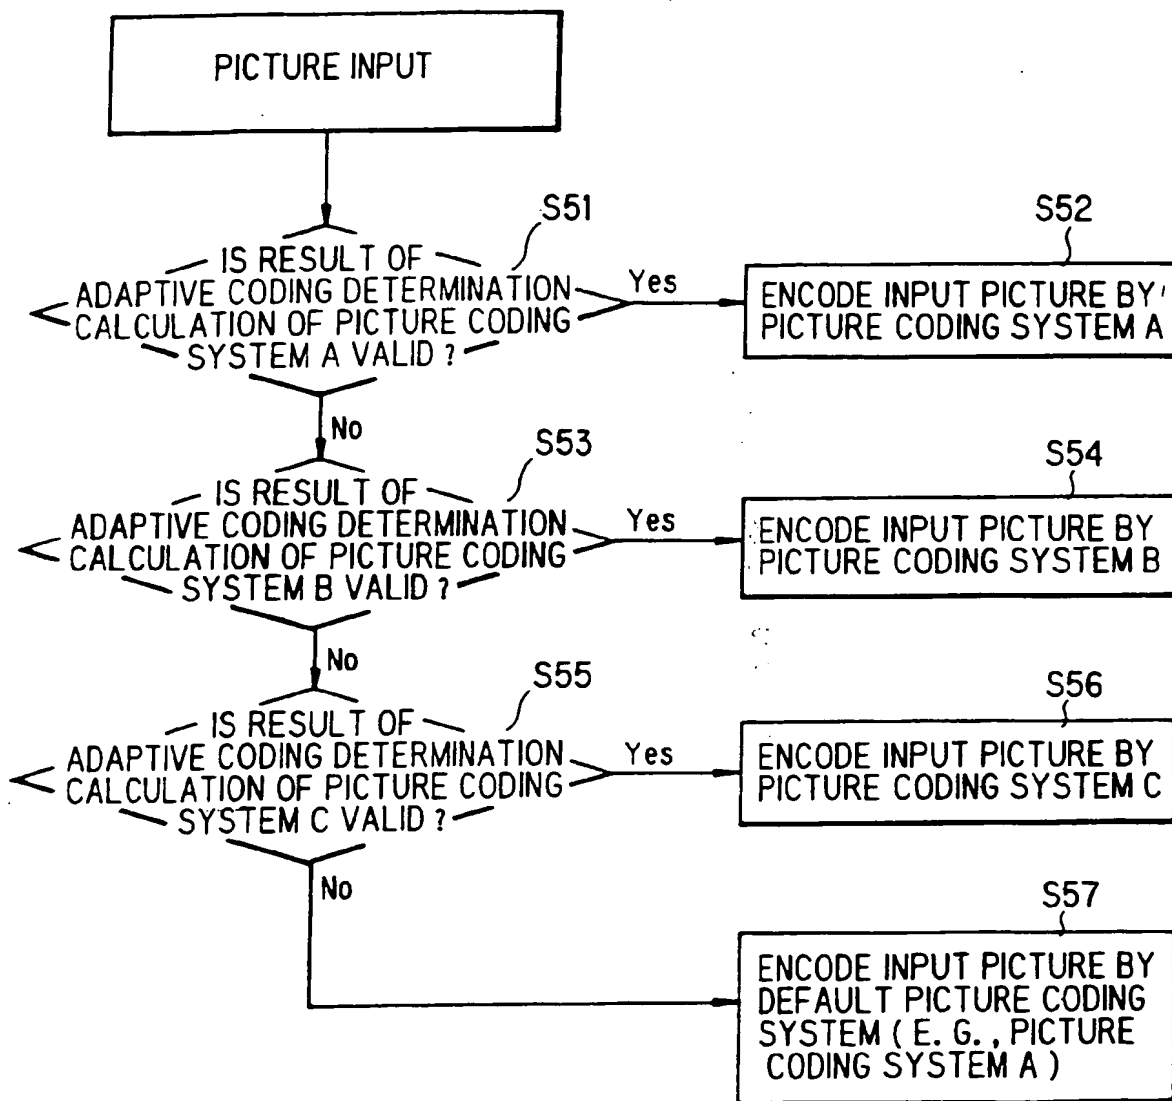 PICTURE INPUT
S51
IS RESULT OF
ADAPTIVE CODING DETERMINATION
CALCULATION OF PICTURE CODING
SYSTEM A VALID ?
Yes
S52
ENCODE INPUT PICTURE BY
PICTURE CODING SYSTEM A
No
S53
IS RESULT OF
ADAPTIVE CODING DETERMINATION
CALCULATION OF PICTURE CODING
SYSTEM B VALID ?
Yes
S54
ENCODE INPUT PICTURE BY
PICTURE CODING SYSTEM B
No
S55
IS RESULT OF
ADAPTIVE CODING DETERMINATION
CALCULATION OF PICTURE CODING
SYSTEM C VALID ?
Yes
S56
ENCODE INPUT PICTURE BY
PICTURE CODING SYSTEM C
No
S57
ENCODE INPUT PICTURE BY
DEFAULT PICTURE CODING
SYSTEM ( E. G. , PICTURE
CODING SYSTEM A )